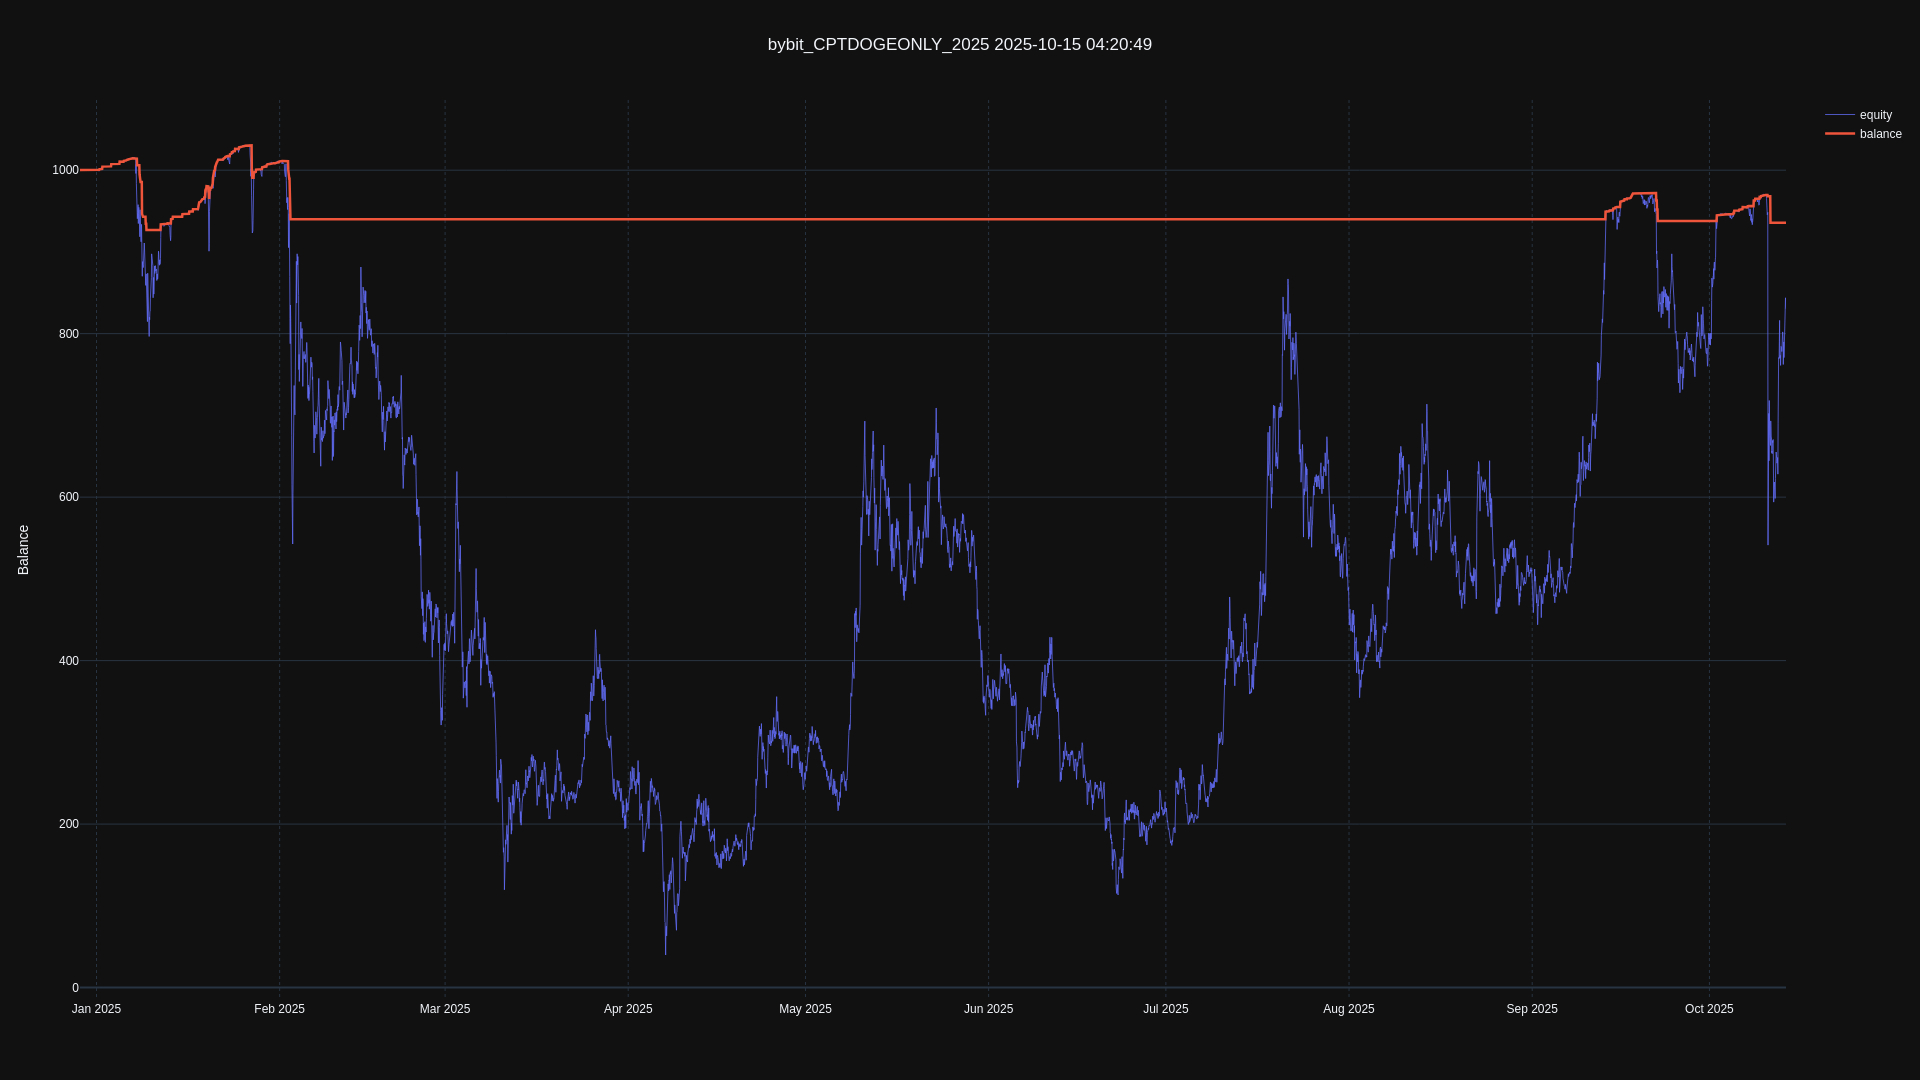 bybit_CPTDOGEONLY_2025 2025-10-15 04:20:49
equity
balance
1000
800
600
400
200
0
Balance
Jan 2025
Feb 2025
Mar 2025
Apr 2025
May 2025
Jun 2025
Jul 2025
Aug 2025
Sep 2025
Oct 2025